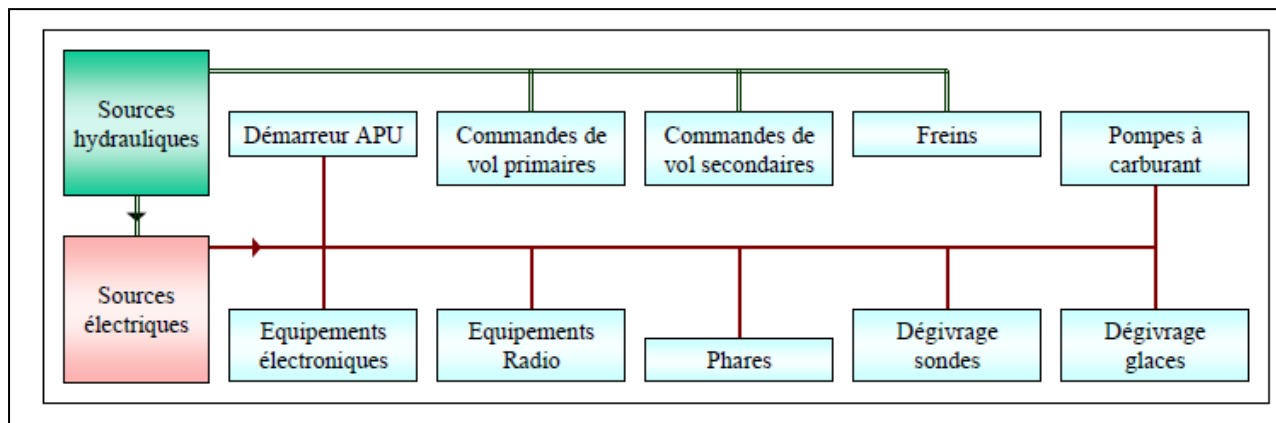 Sources
hydrauliques
Démarreur APU
Commandes de
vol primaires
Commandes de
vol secondaires
Freins
Pompes à
carburant
Sources
électriques
Equipements
électroniques
Equipements
Radio
Phares
Dégivrage
sondes
Dégivrage
glaces